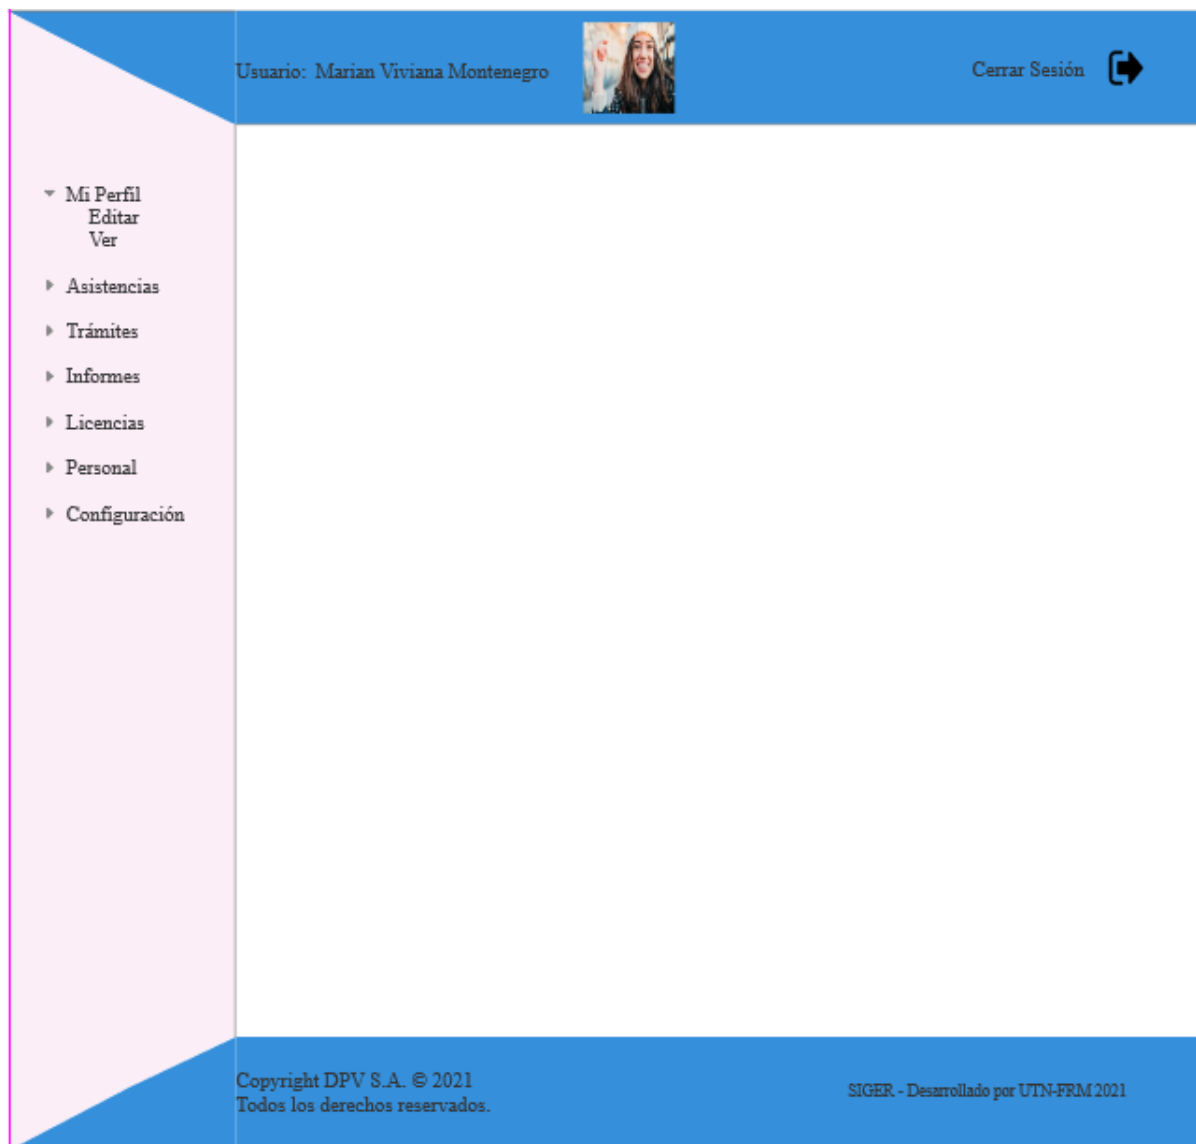 Usuario: Marian Viviana Montenegro
Cerrar Sesión
Mi Perfil
Editar
Ver
Asistencias
Trámites
Informes
Licencias
Personal
Configuración
Copyright DPV S.A. © 2021
Todos los derechos reservados.
SIGER - Desarrollado por UTN-FRM 2021